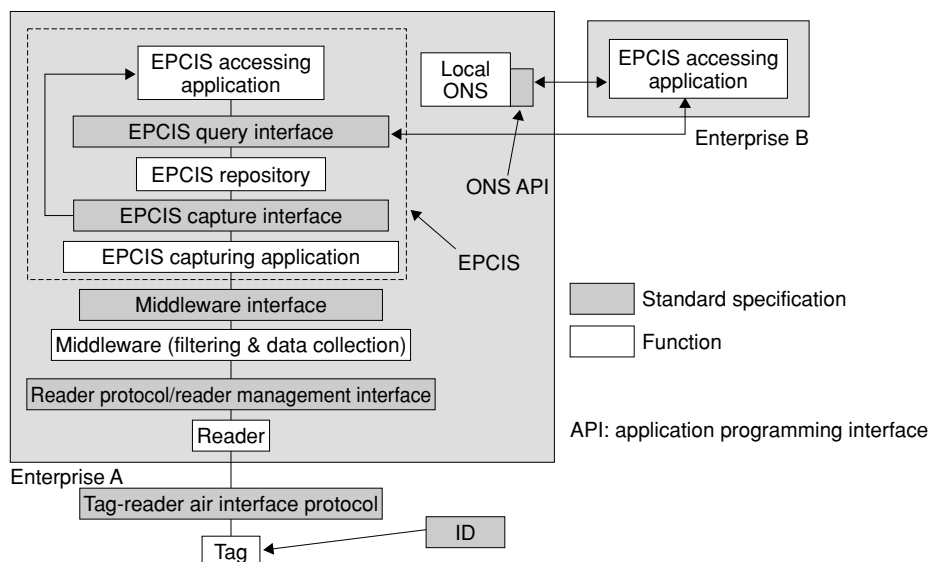 EPCIS accessing
application
EPCIS query interface
EPCIS repository
EPCIS capture interface
EPCIS capturing application
Middleware interface
Middleware (filtering & data collection)
Reader protocol/reader management interface
Reader
Enterprise A
Tag-reader air interface protocol
Tag
ID
Local
ONS
ONS API
EPCIS
EPCIS accessing
application
Enterprise B
Standard specification
Function
API: application programming interface